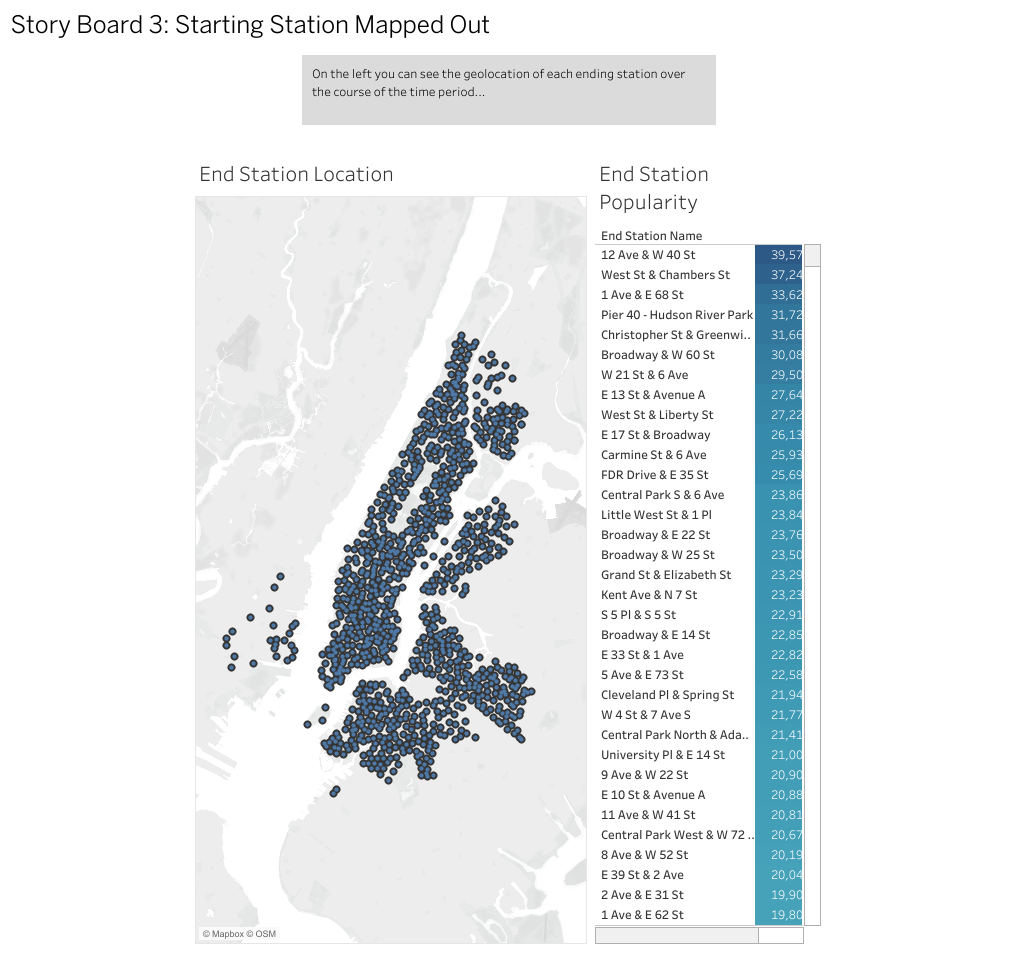 Story Board 3: Starting Station Mapped Out
On the left you can see the geolocation of each ending station over
the course of the time period...
End Station Location
End Station
Popularity
End Station Name
12 Ave & W 40 St 39,57
West St & Chambers St 37,24
1 Ave & E 68 St 33,62
Pier 40 - Hudson River Park 31,72
Christopher St & Greenwi.. 31,66
Broadway & W 60 St 30,08
W 21 St & 6 Ave 29,50
E 13 St & Avenue A 27,64
West St & Liberty St 27,22
E 17 St & Broadway 26,13
Carmine St & 6 Ave 25,93
FDR Drive & E 35 St 25,69
Central Park S & 6 Ave 23,86
Little West St & 1 Pl 23,84
Broadway & E 22 St 23,76
Broadway & W 25 St 23,50
Grand St & Elizabeth St 23,29
Kent Ave & N 7 St 23,23
S 5 Pl & S 5 St 22,91
Broadway & E 14 St 22,85
E 33 St & 1 Ave 22,82
5 Ave & E 73 St 22,58
Cleveland Pl & Spring St 21,94
W 4 St & 7 Ave S 21,77
Central Park North & Ada.. 21,41
University Pl & E 14 St 21,00
9 Ave & W 22 St 20,90
E 10 St & Avenue A 20,88
11 Ave & W 41 St 20,81
Central Park West & W 72 .. 20,67
8 Ave & W 52 St 20,19
E 39 St & 2 Ave 20,04
2 Ave & E 31 St 19,90
1 Ave & E 62 St 19,80
© Mapbox © OSM